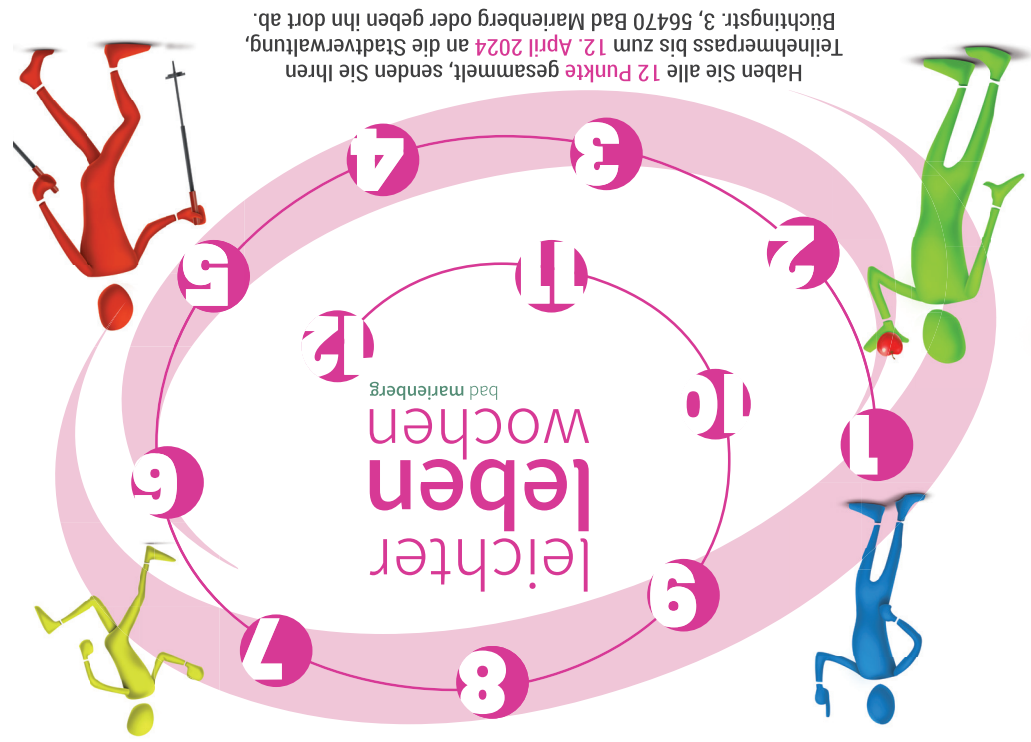 leichter
leben
wochen
bad marienberg
1
2
3
4
5
6
7
8
9
10
11
12
Haben Sie alle 12 Punkte gesammelt, senden Sie Ihren
Teilnehmerpass bis zum 12. April 2024 an die Stadtverwaltung,
Büchtingstr. 3, 56470 Bad Marienberg oder geben ihn dort ab.